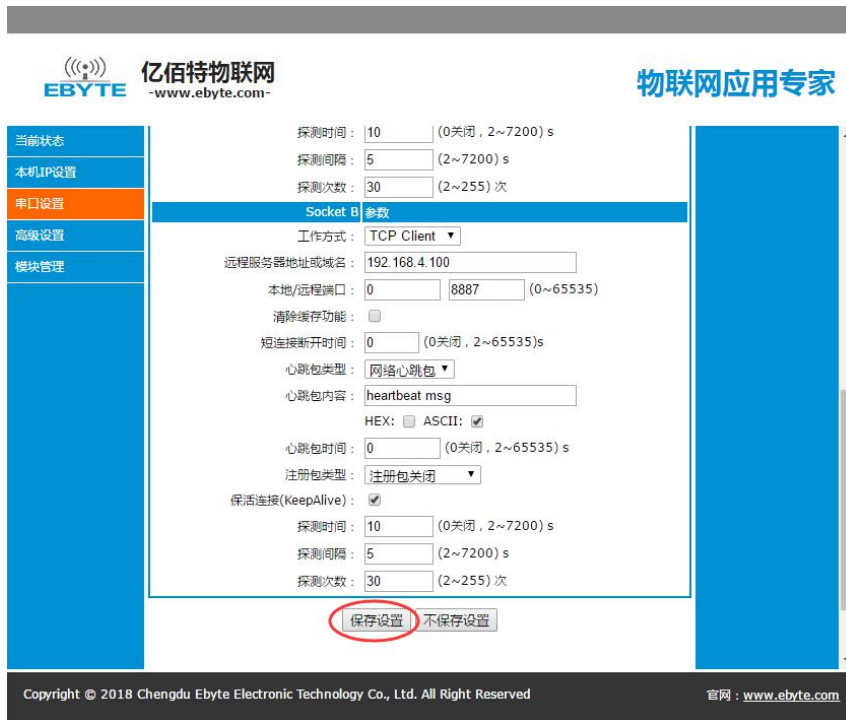 EBYTE
亿佰特物联网
-www.ebyte.com-
物联网应用专家
当前状态
本机IP设置
串口设置
高级设置
模块管理
探测时间： 10 (0关闭，2~7200) s
探测间隔： 5 (2~7200) s
探测次数： 30 (2~255) 次
Socket B 参数
工作方式： TCP Client
远程服务器地址或域名： 192.168.4.100
本地/远程端口： 0 8887 (0~65535)
清除缓存功能：
短连接断开时间： 0 (0关闭，2~65535)s
心跳包类型： 网络心跳包
心跳包内容： heartbeat msg
HEX: ASCII:
心跳包时间： 0 (0关闭，2~65535) s
注册包类型： 注册包关闭
保活连接(KeepAlive)：
探测时间： 10 (0关闭，2~7200) s
探测间隔： 5 (2~7200) s
探测次数： 30 (2~255) 次
保存设置 不保存设置
Copyright © 2018 Chengdu Ebyte Electronic Technology Co., Ltd. All Right Reserved 官网：www.ebyte.com